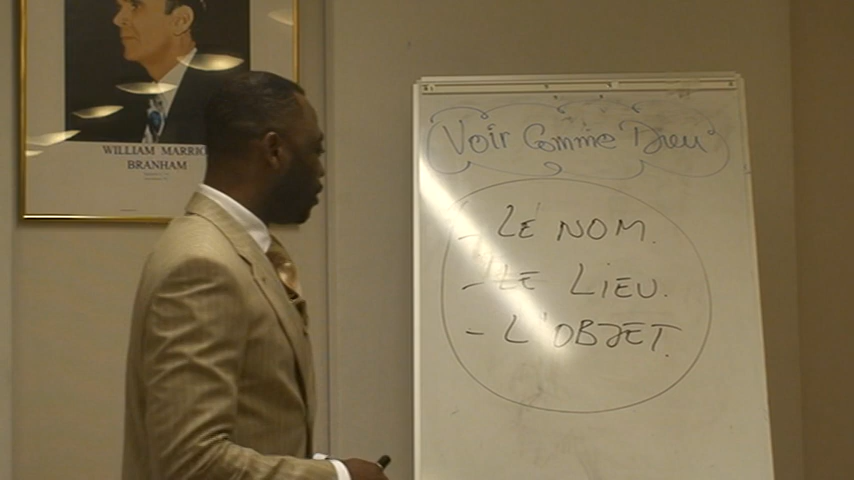 WILLIAM MARRIO
BRANHAM
Voir Comme Dieu
- LE NOM.
- LE LIEU.
- L'OBJET.